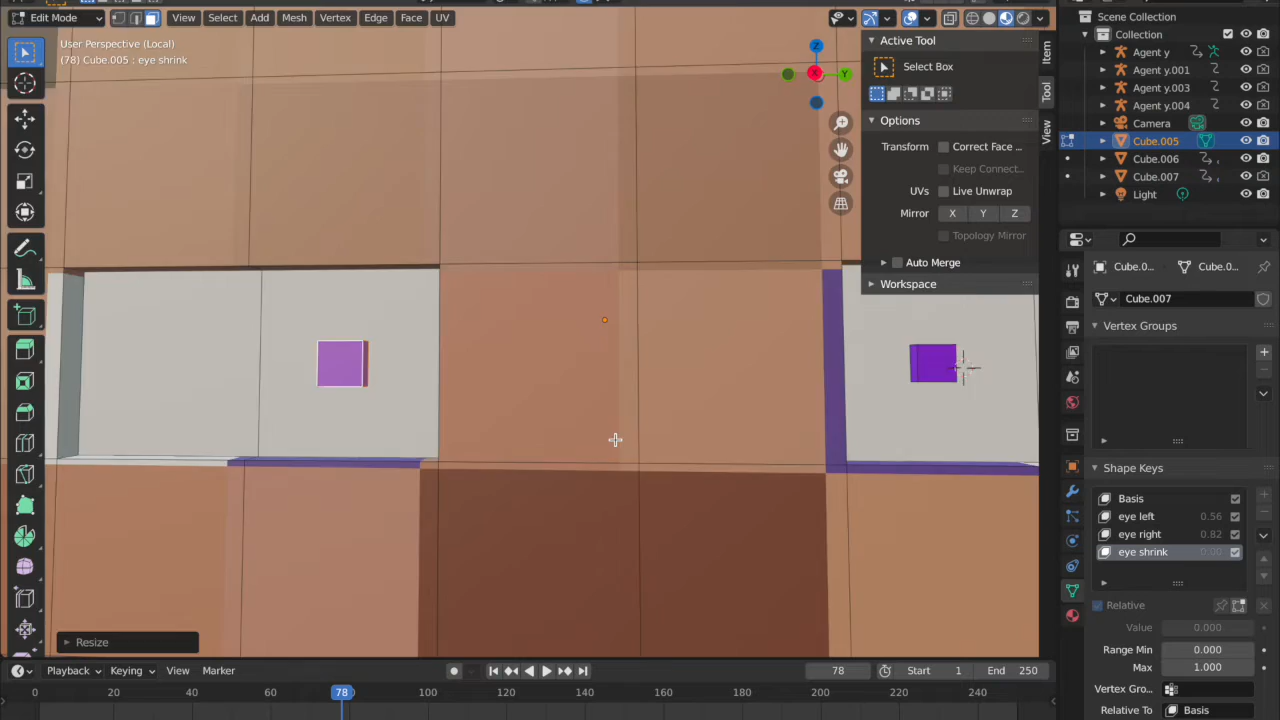 Edit Mode View Select Add Mesh Vertex Edge Face UV
User Perspective (Local)
(78) Cube.005 : eye shrink
Z
Y
X
Active Tool
Select Box
Options
Transform Correct Face ...
Keep Connect...
UVs Live Unwrap
Mirror X Y Z
Topology Mirror
Auto Merge
Workspace
Item
Tool
View
Scene Collection
Collection
Agent y
Agent y.001
Agent y.003
Agent y.004
Camera
Cube.005
Cube.006
Cube.007
Light
Cube.0... Cube.0...
Cube.007
Vertex Groups
Shape Keys
Basis
eye left 0.56
eye right 0.82
eye shrink 0.00
Relative
Value 0.000
Range Min 0.000
Max 1.000
Vertex Gro...
Relative To Basis
Resize
Playback Keying View Marker 78 Start 1 End 250
0 20 40 60 78 100 120 140 160 180 200 220 240